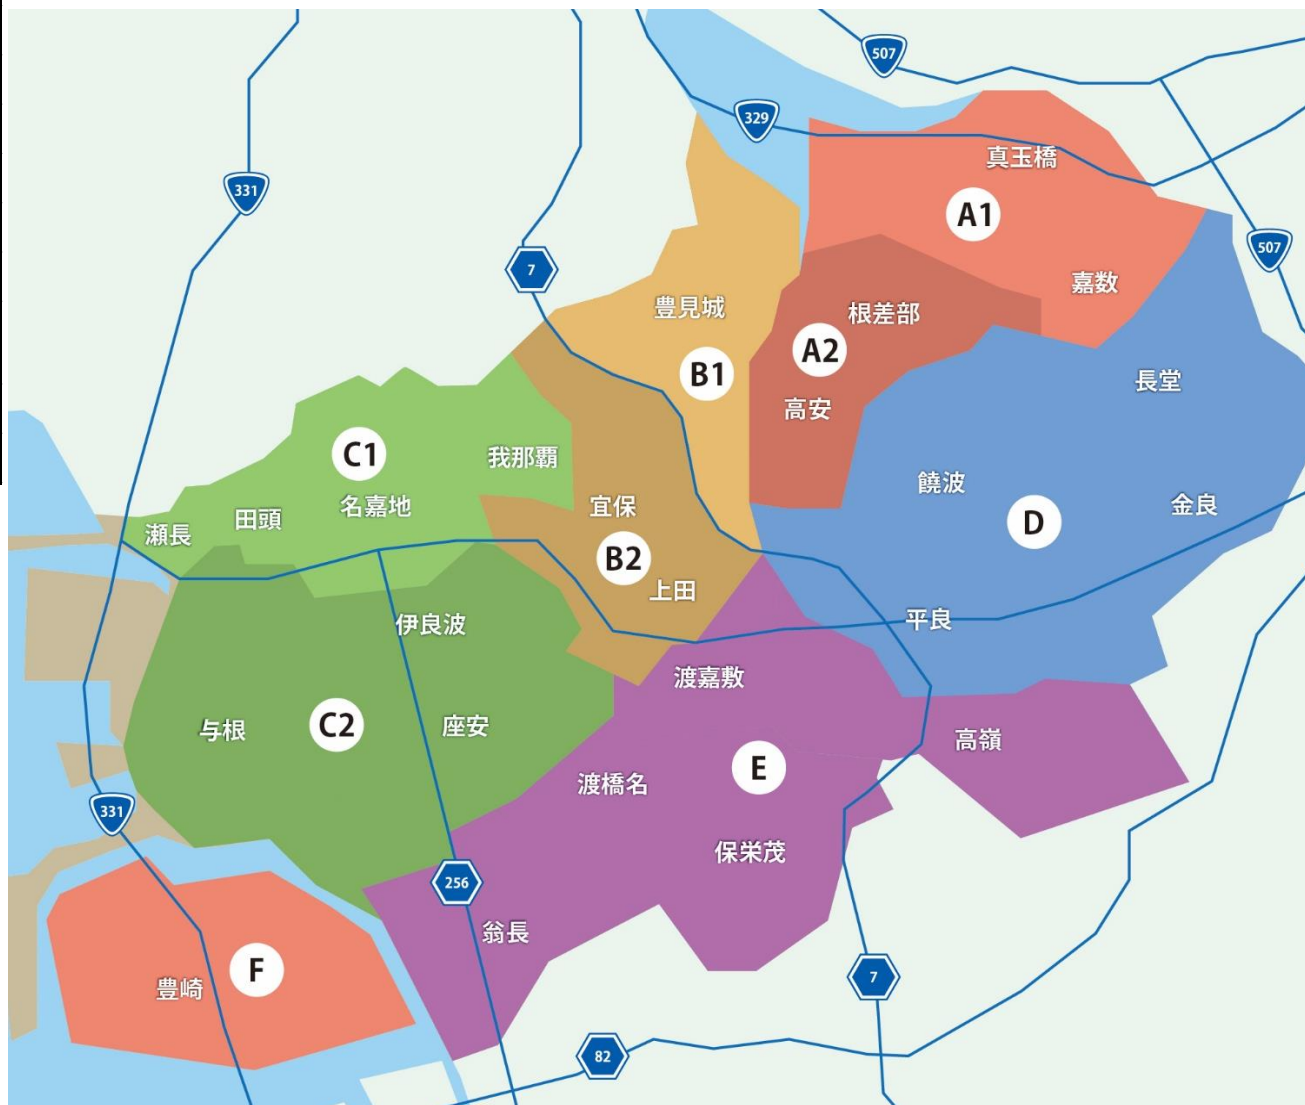 507
329
真玉橋
331
A1
507
7
嘉数
豊見城
根差部
A2
B1
長堂
高安
C1
我那覇
饒波
名嘉地
宜保
金良
田頭
D
瀬長
B2
上田
平良
伊良波
渡嘉敷
C2
座安
与根
高嶺
E
渡橋名
331
保栄茂
256
翁長
F
豊崎
7
82